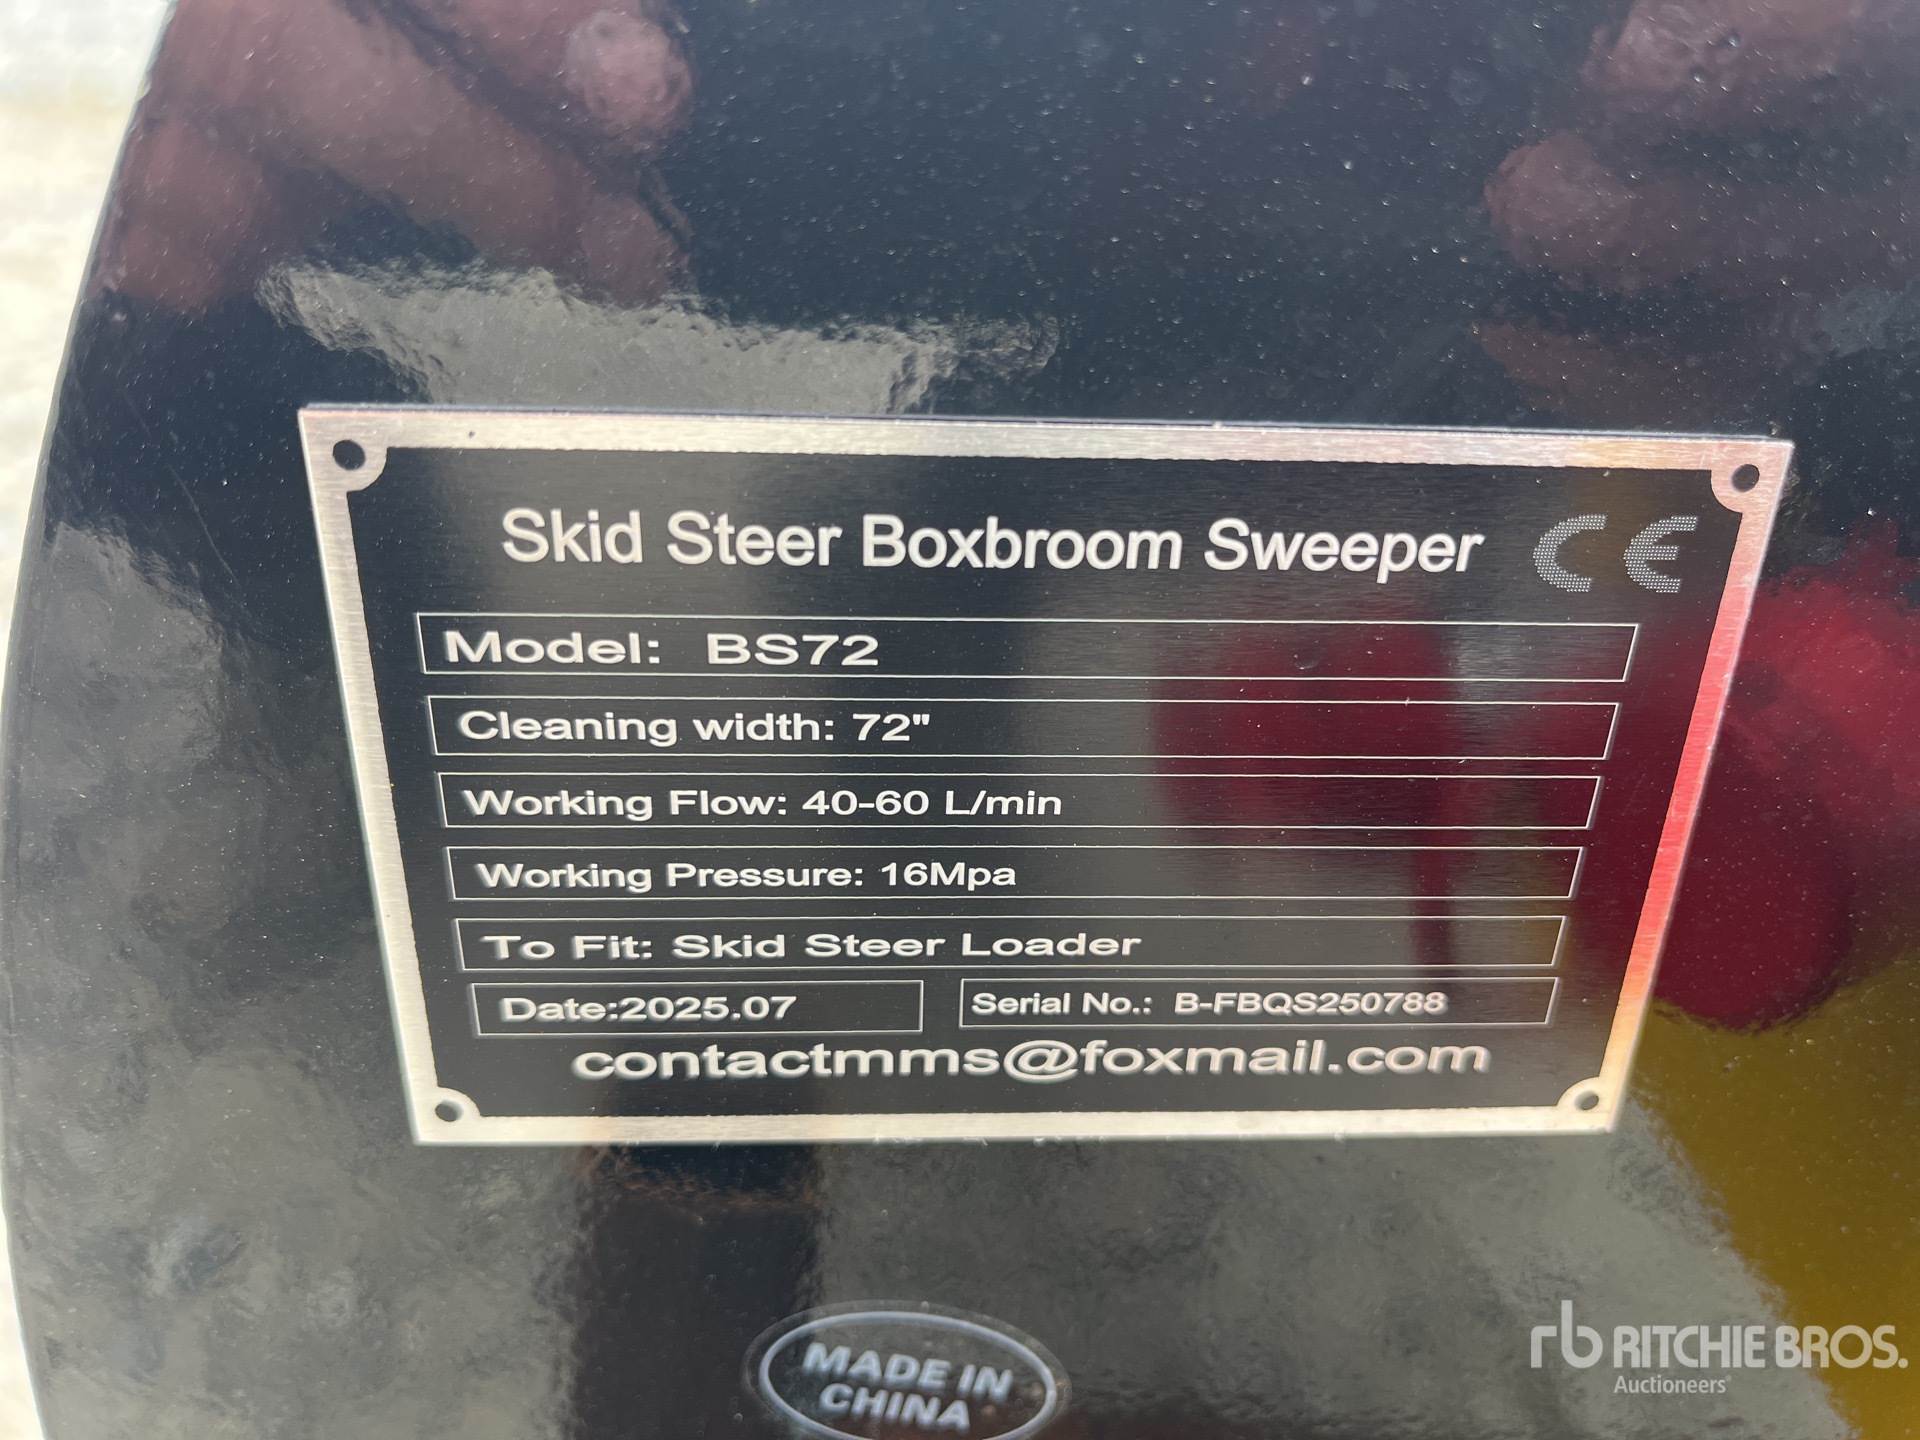 Skid Steer Boxbroom Sweeper CE
Model: BS72
Cleaning width: 72"
Working Flow: 40-60 L/min
Working Pressure: 16Mpa
To Fit: Skid Steer Loader
Date:2025.07 Serial No.: B-FBQS250788
contactmms@foxmail.com
MADE IN
CHINA
rb RITCHIE BROS.
Auctioneers